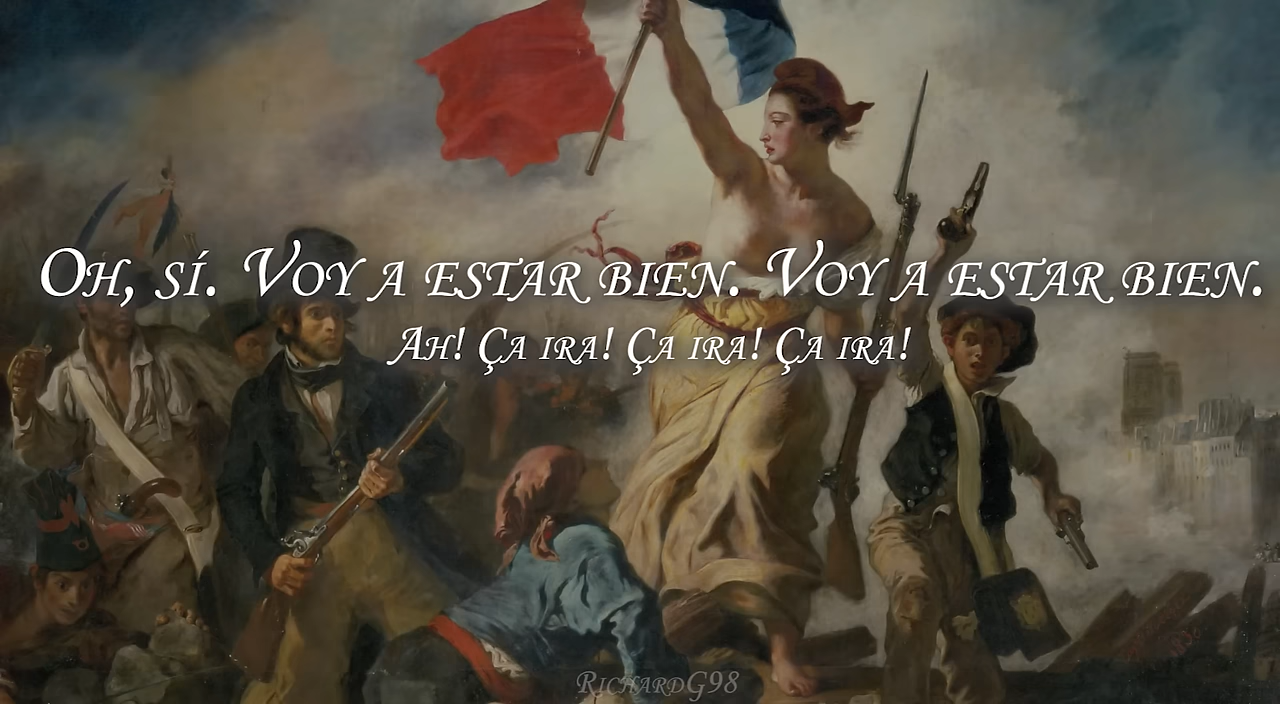 Oh, sí. Voy a estar bien. Voy a estar bien.
Ah! Ça ira! Ça ira! Ça ira!
RichardG98